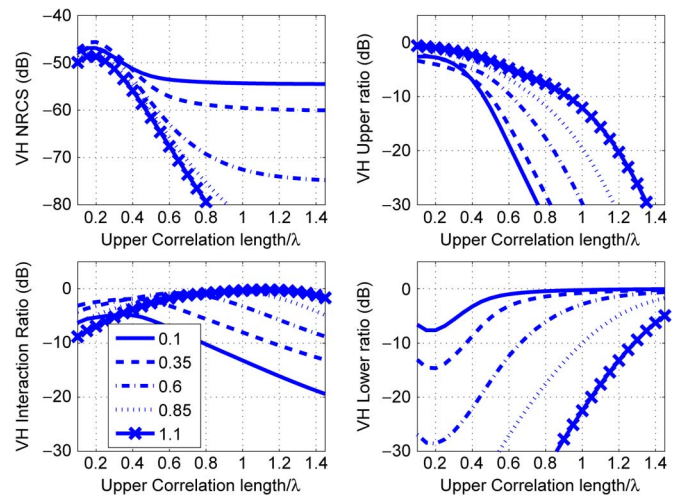 VH NRCS (dB)
−40
−50
−60
−70
−80
0.2 0.4 0.6 0.8 1 1.2 1.4
Upper Correlation length/λ
VH Upper ratio (dB)
0
−10
−20
−30
0.2 0.4 0.6 0.8 1 1.2 1.4
Upper Correlation length/λ
VH Interaction Ratio (dB)
10
0
−10
−20
−30
0.1
0.35
0.6
0.85
1.1
0.2 0.4 0.6 0.8 1 1.2 1.4
Upper Correlation length/λ
VH Lower ratio (dB)
0
−10
−20
−30
0.2 0.4 0.6 0.8 1 1.2 1.4
Upper Correlation length/λ